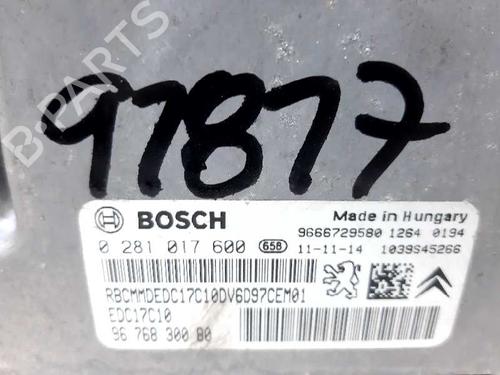 97877
BOSCH
Made in Hungary
9666729580 1264 0194
0 281 017 600 658 11-11-14 1039S45266
RBCMMDEDC17C10DV6D97CEM01
EDC17C10
96 768 300 80
B-PARTS